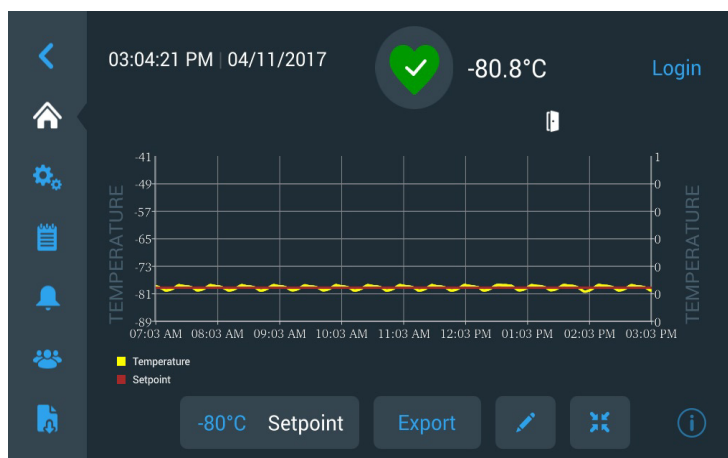 03:04:21 PM | 04/11/2017
-80.8°C
Login
TEMPERATURE
-41
-49
-57
-65
-73
-81
-89
1
0
0
0
0
0
0
TEMPERATURE
07:03 AM 08:03 AM 09:03 AM 10:03 AM 11:03 AM 12:03 PM 01:03 PM 02:03 PM 03:03 PM
Temperature
Setpoint
-80°C Setpoint
Export